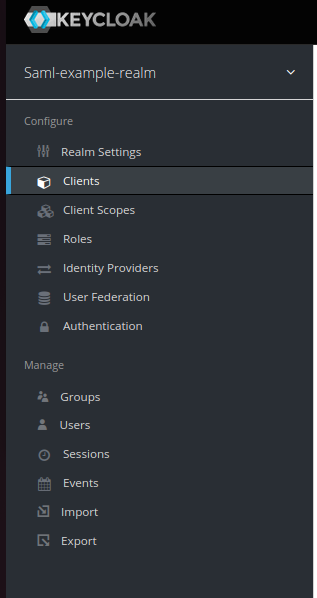 KEYCLOAK
Saml-example-realm
Configure
Realm Settings
Clients
Client Scopes
Roles
Identity Providers
User Federation
Authentication
Manage
Groups
Users
Sessions
Events
Import
Export